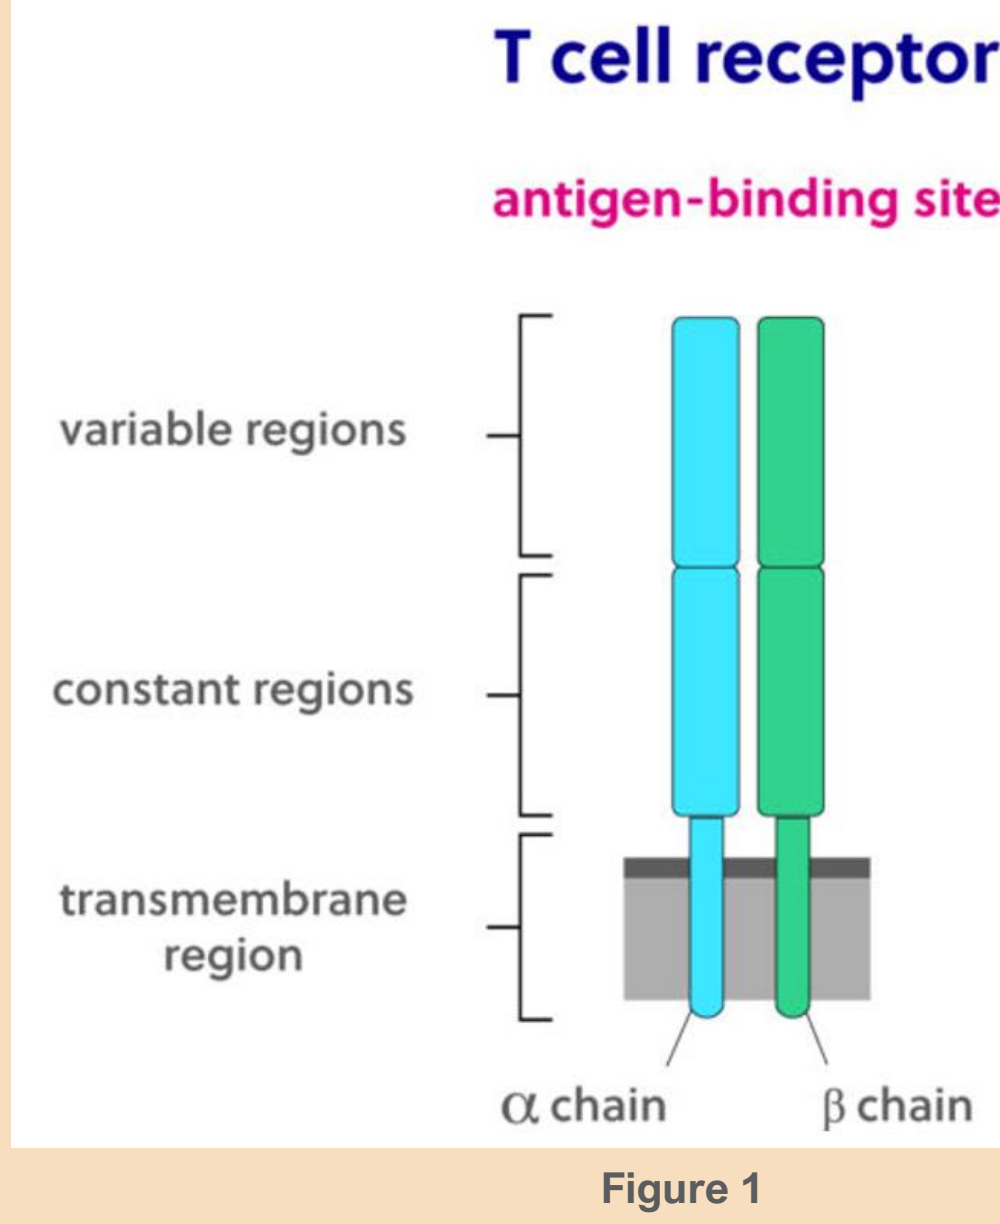 T cell receptor
antigen-binding site
variable regions
constant regions
transmembrane
region
α chain
β chain
Figure 1